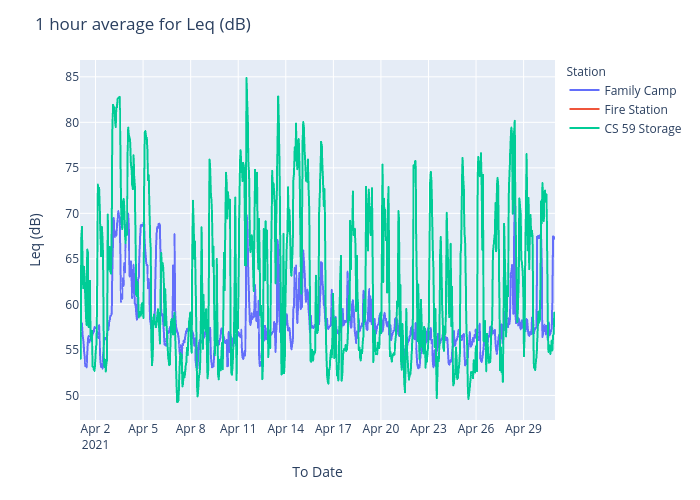 1 hour average for Leq (dB)
Station
Family Camp
Fire Station
CS 59 Storage
85
80
75
70
65
60
55
50
Leq (dB)
Apr 2
2021
Apr 5
Apr 8
Apr 11
Apr 14
Apr 17
Apr 20
Apr 23
Apr 26
Apr 29
To Date